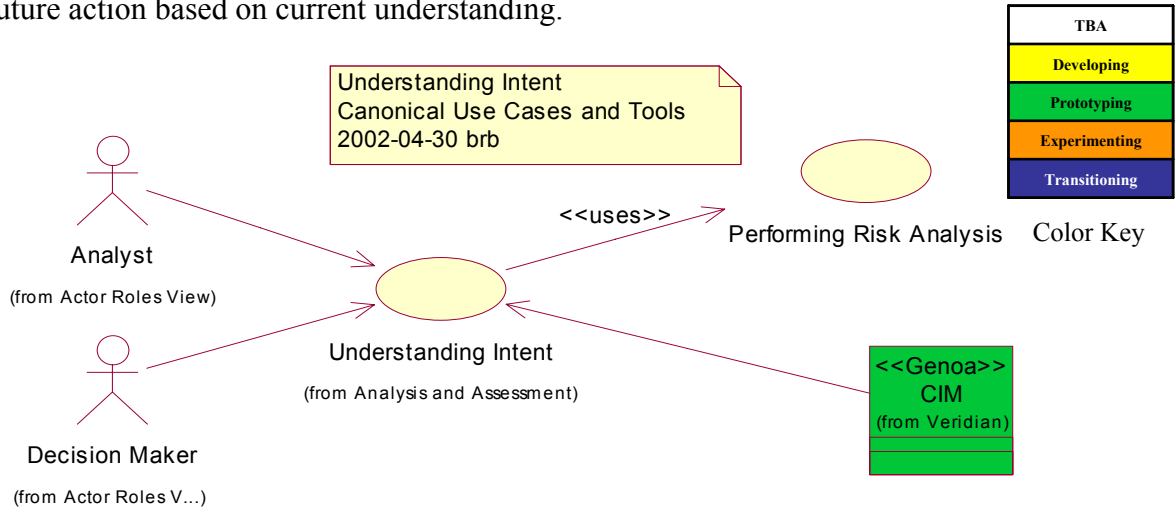 uture action based on current understanding.
TBA
Developing
Prototyping
Experimenting
Transitioning
Color Key
Understanding Intent
Canonical Use Cases and Tools
2002-04-30 brb
<<uses>>
Performing Risk Analysis
Analyst
(from Actor Roles View)
Understanding Intent
(from Analysis and Assessment)
<<Genoa>>
CIM
(from Veridian)
Decision Maker
(from Actor Roles V...)